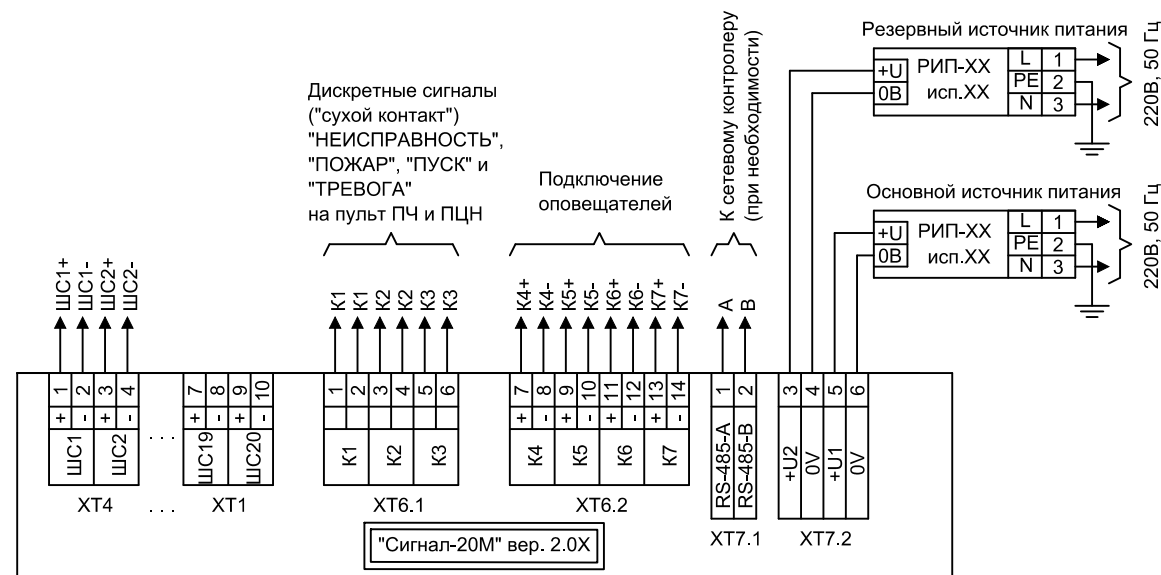 Резервный источник питания
+U
0В
РИП-ХХ
исп.ХХ
L 1
PE 2
N 3
220В, 50 Гц
Основной источник питания
+U
0В
РИП-ХХ
исп.ХХ
L 1
PE 2
N 3
220В, 50 Гц
Дискретные сигналы
("сухой контакт")
"НЕИСПРАВНОСТЬ",
"ПОЖАР", "ПУСК" и
"ТРЕВОГА"
на пульт ПЧ и ПЦН
Подключение
оповещателей
К сетевому контролеру
(при необходимости)
ШС1+ ШС1- ШС2+ ШС2-
К1 К1 К2 К2 К3 К3
К4+ К4- К5+ К5- К6+ К6- К7+ К7-
А В
1 2 3 4
+ - + -
ШС1 ШС2
ХТ4
. . .
. . .
7 8 9 10
+ - + -
ШС19 ШС20
ХТ1
1 2 3 4 5 6
К1 К2 К3
ХТ6.1
7 8 9 10 11 12 13 14
+ - + - + - + -
К4 К5 К6 К7
ХТ6.2
1 2
RS-485-A RS-485-B
ХТ7.1
3 4 5 6
+U2 0V +U1 0V
ХТ7.2
"Сигнал-20М" вер. 2.0Х